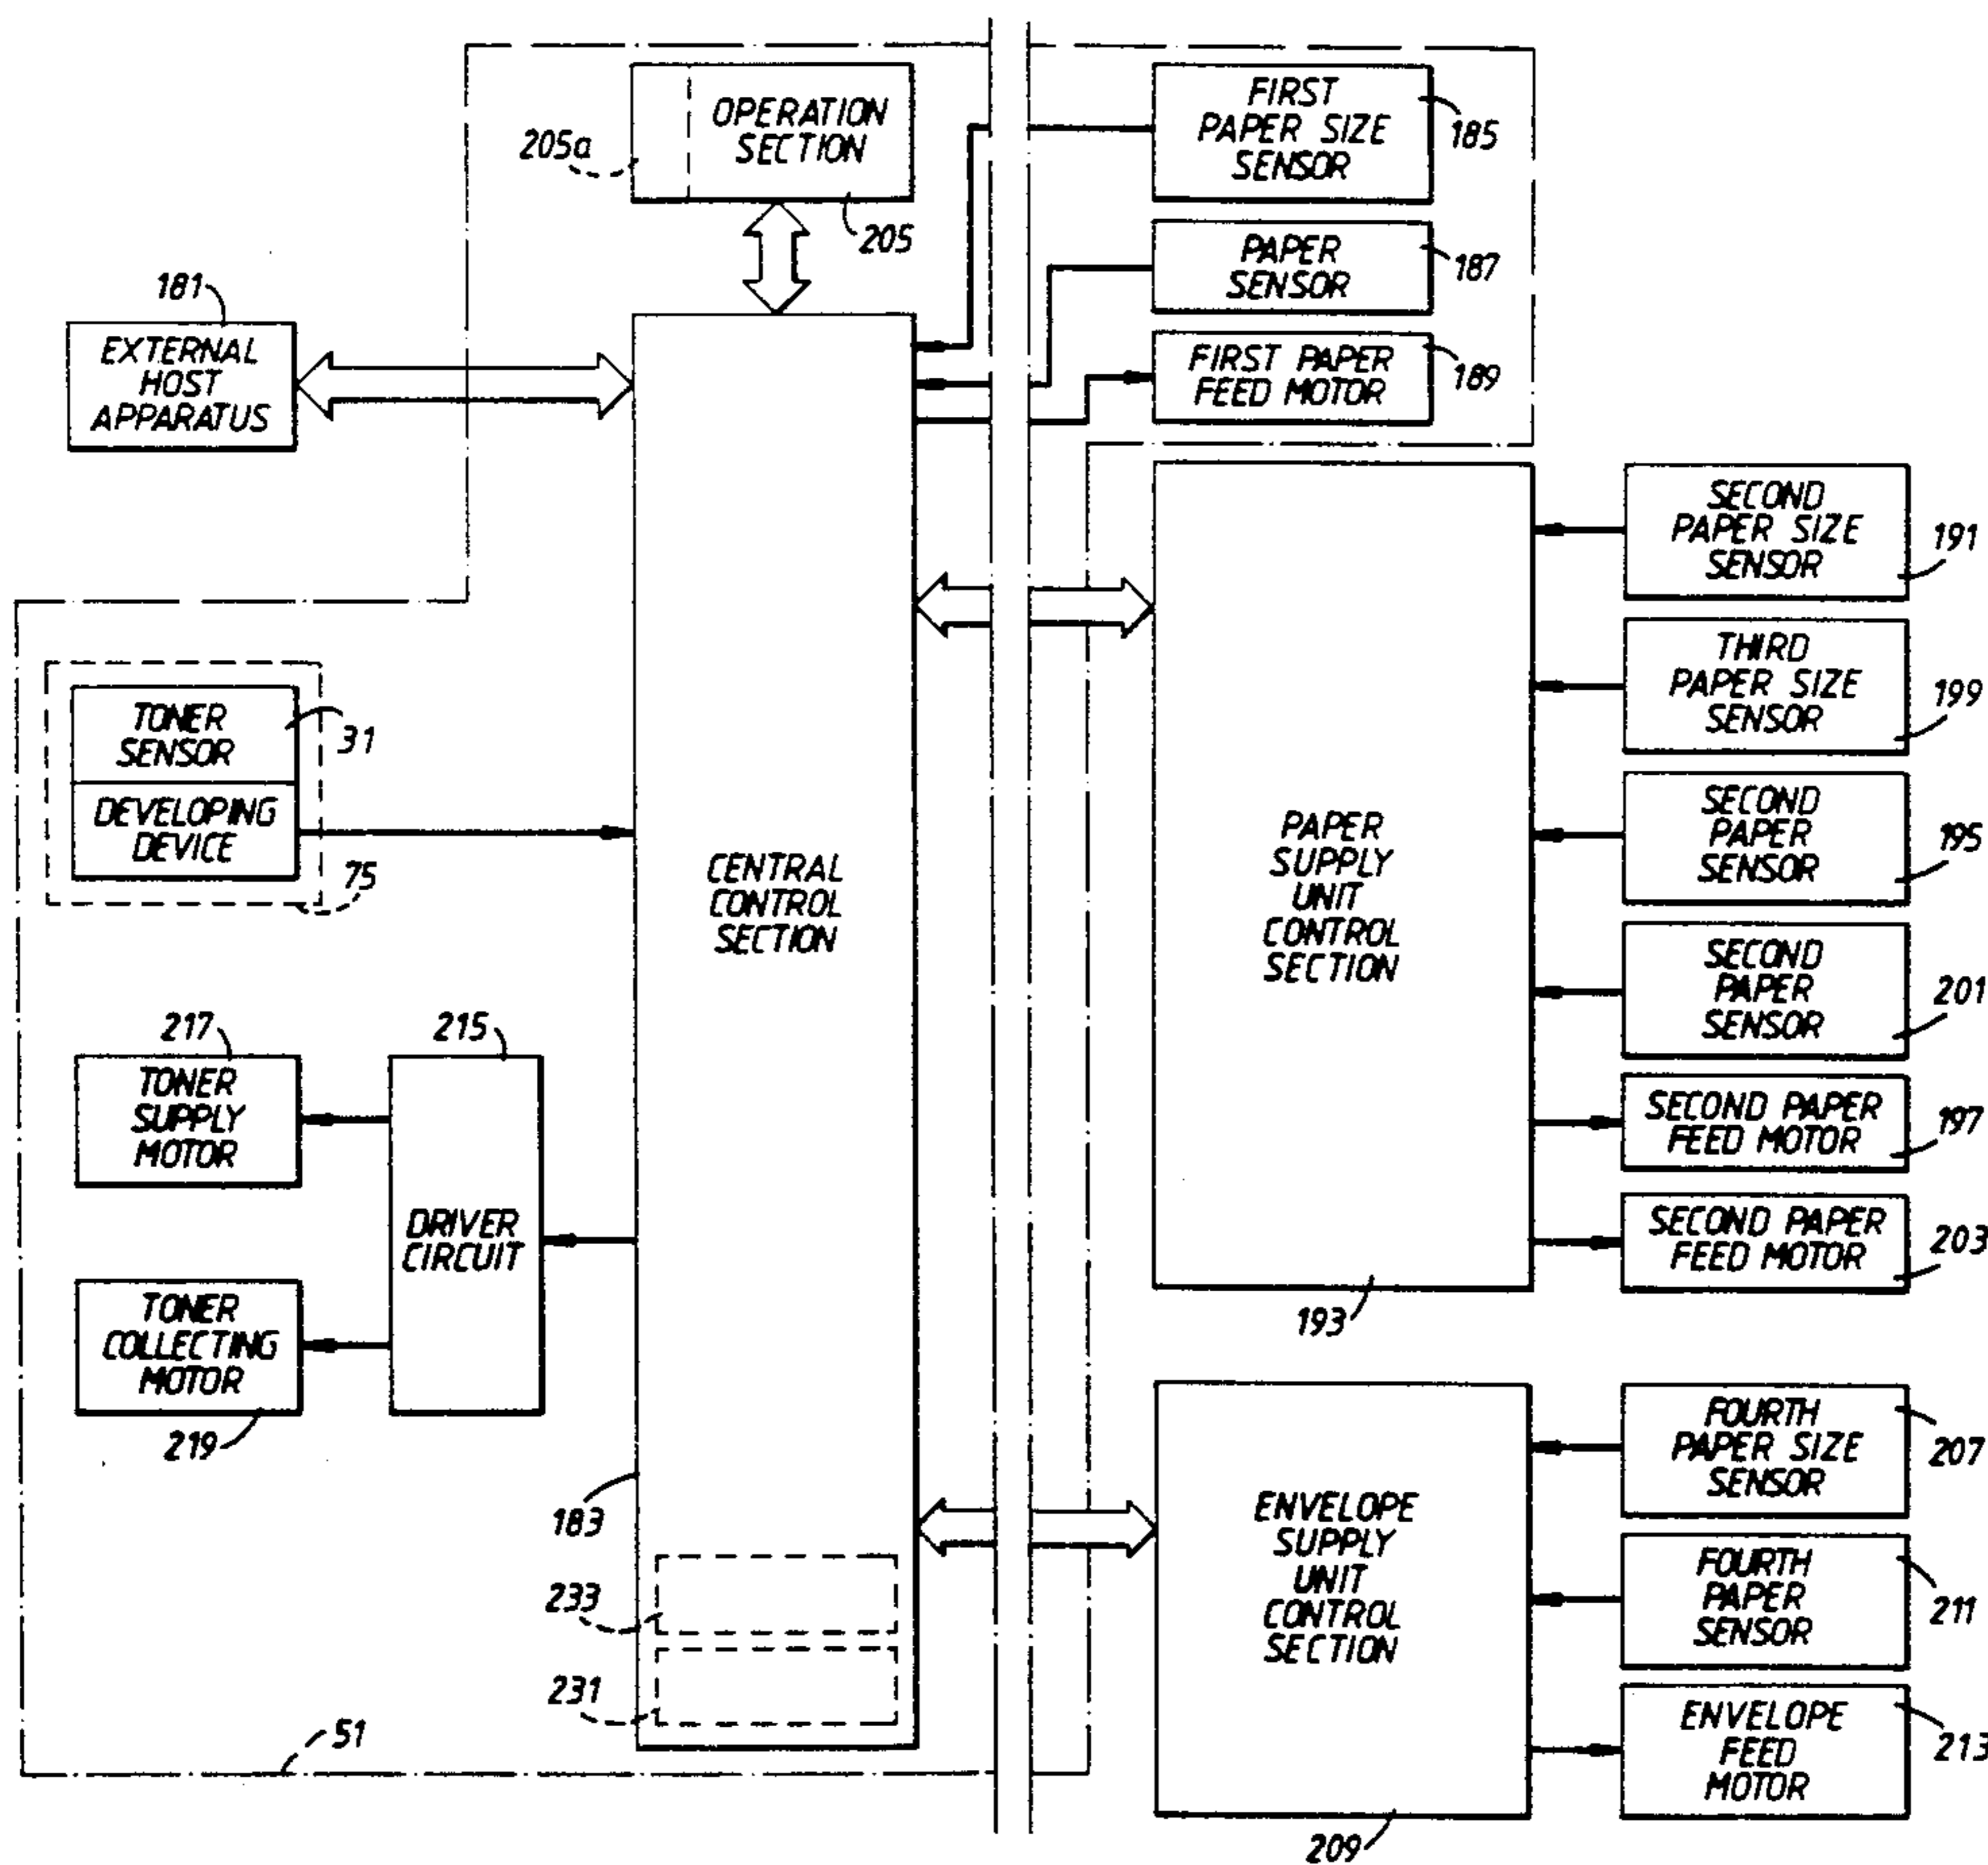 OPERATION
SECTION
205a
205
FIRST
PAPER SIZE
SENSOR
185
PAPER
SENSOR
187
FIRST PAPER
FEED MOTOR
189
181
EXTERNAL
HOST
APPARATUS
TONER
SENSOR
31
DEVELOPING
DEVICE
75
CENTRAL
CONTROL
SECTION
183
217
TONER
SUPPLY
MOTOR
215
DRIVER
CIRCUIT
TONER
COLLECTING
MOTOR
219
233
231
51
PAPER
SUPPLY
UNIT
CONTROL
SECTION
193
SECOND
PAPER SIZE
SENSOR
191
THIRD
PAPER SIZE
SENSOR
199
SECOND
PAPER
SENSOR
195
SECOND
PAPER
SENSOR
201
SECOND PAPER
FEED MOTOR
197
SECOND PAPER
FEED MOTOR
203
ENVELOPE
SUPPLY
UNIT
CONTROL
SECTION
209
FOURTH
PAPER SIZE
SENSOR
207
FOURTH
PAPER
SENSOR
211
ENVELOPE
FEED
MOTOR
213